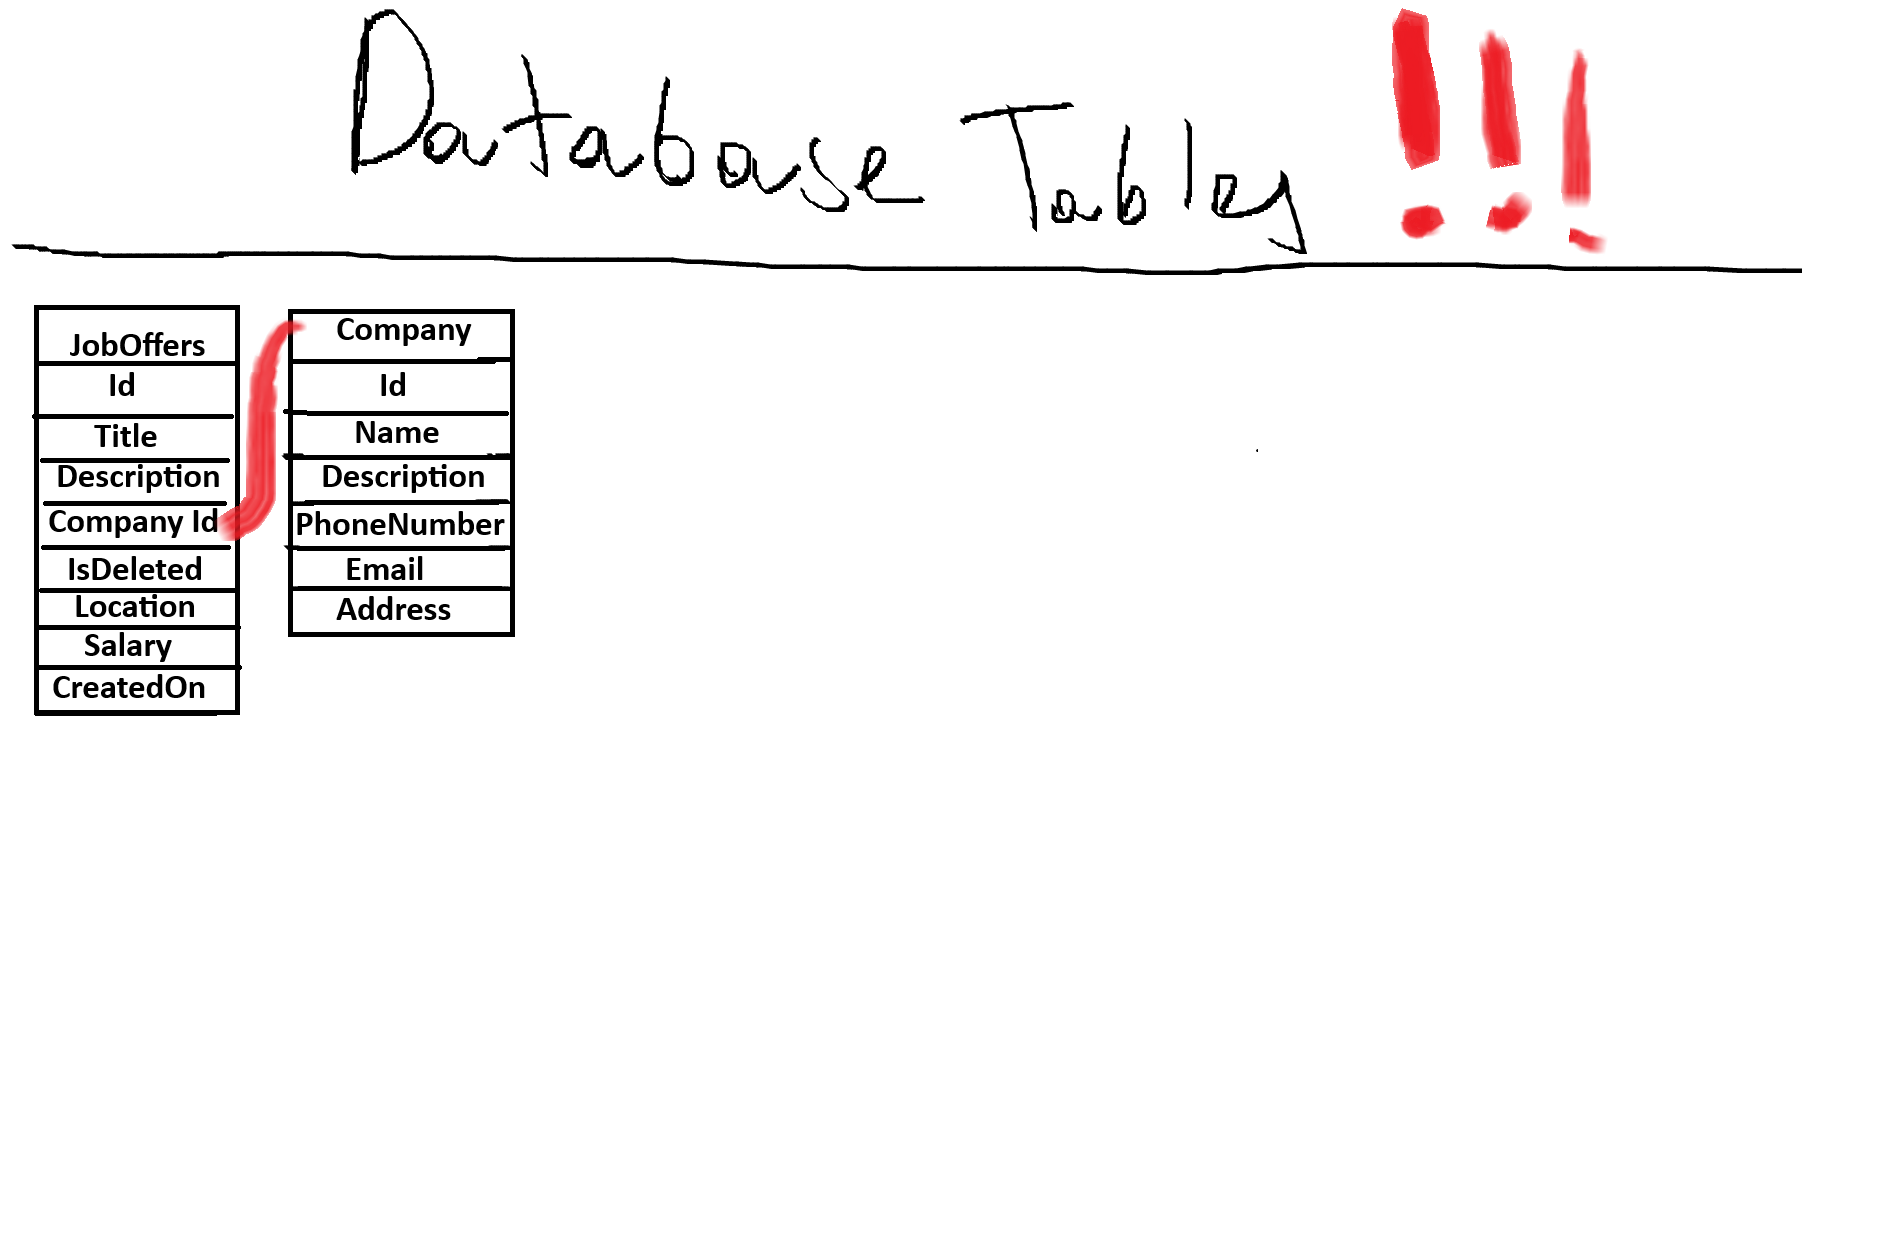 Database Tables !!!
JobOffers
Id
Title
Description
Company Id
IsDeleted
Location
Salary
CreatedOn
Company
Id
Name
Description
PhoneNumber
Email
Address